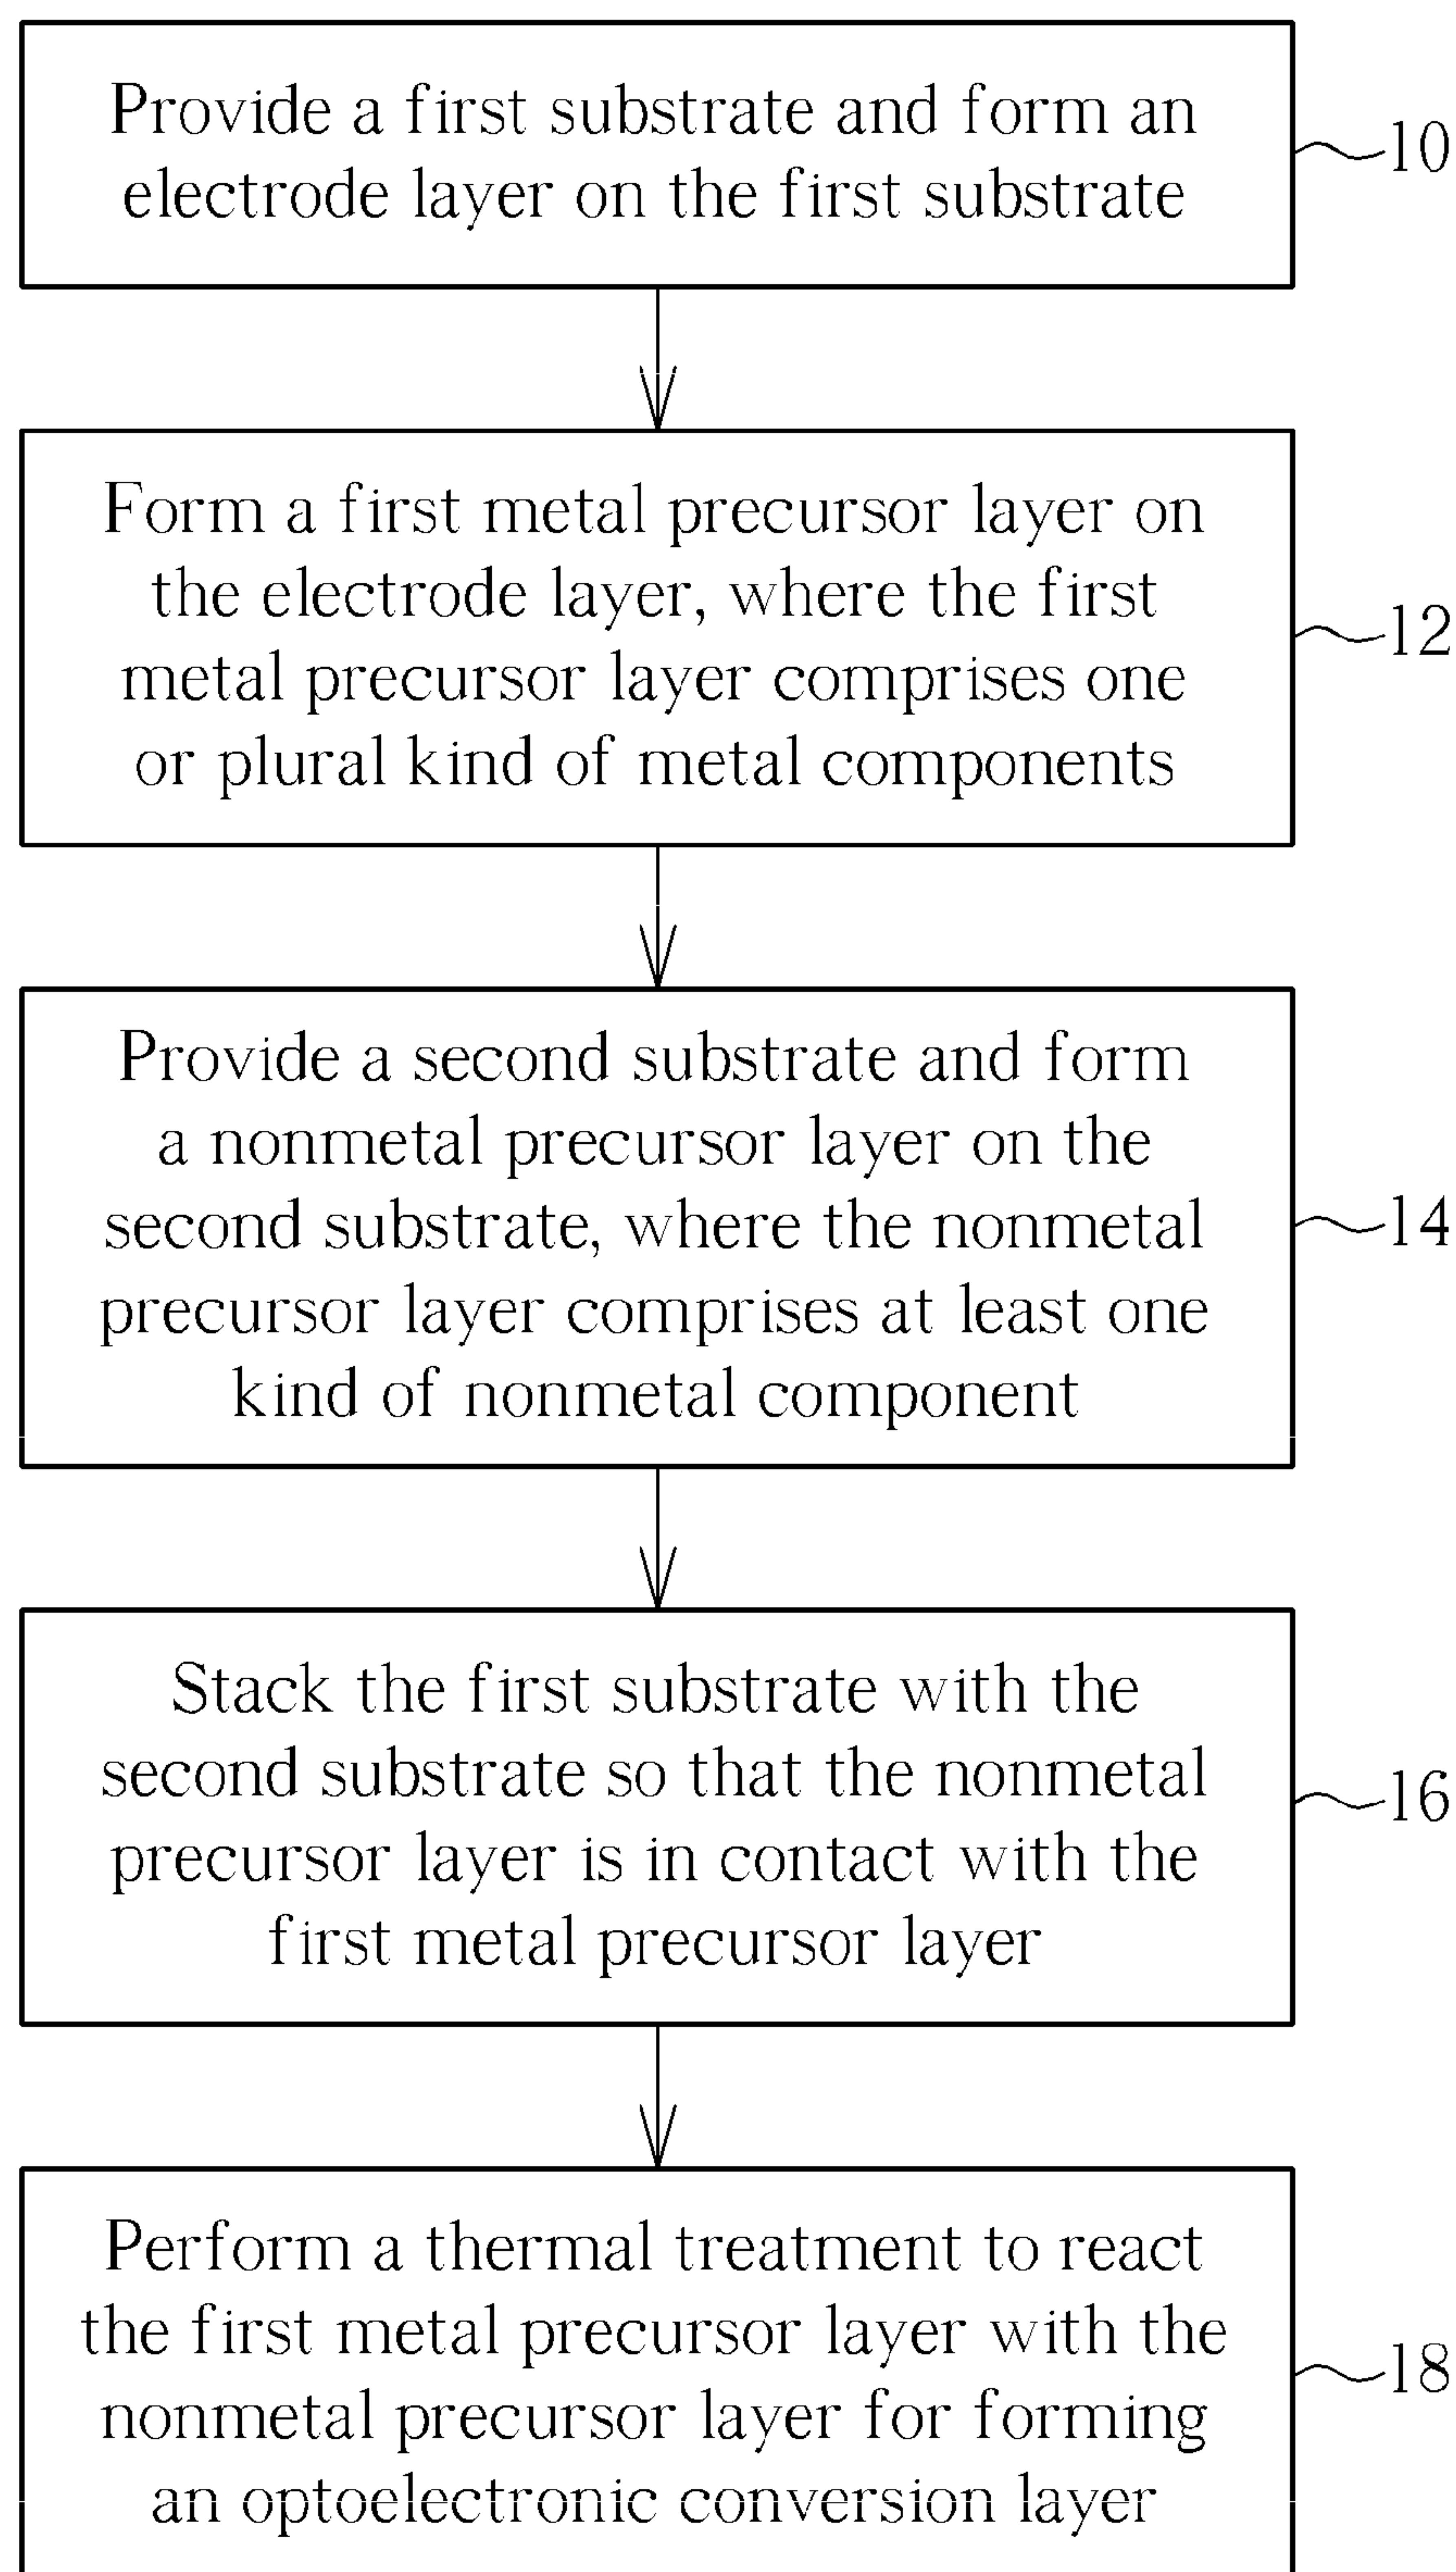 Provide a first substrate and form an
electrode layer on the first substrate
10
Form a first metal precursor layer on
the electrode layer, where the first
metal precursor layer comprises one
or plural kind of metal components
12
Provide a second substrate and form
a nonmetal precursor layer on the
second substrate, where the nonmetal
precursor layer comprises at least one
kind of nonmetal component
14
Stack the first substrate with the
second substrate so that the nonmetal
precursor layer is in contact with the
first metal precursor layer
16
Perform a thermal treatment to react
the first metal precursor layer with the
nonmetal precursor layer for forming
an optoelectronic conversion layer
18